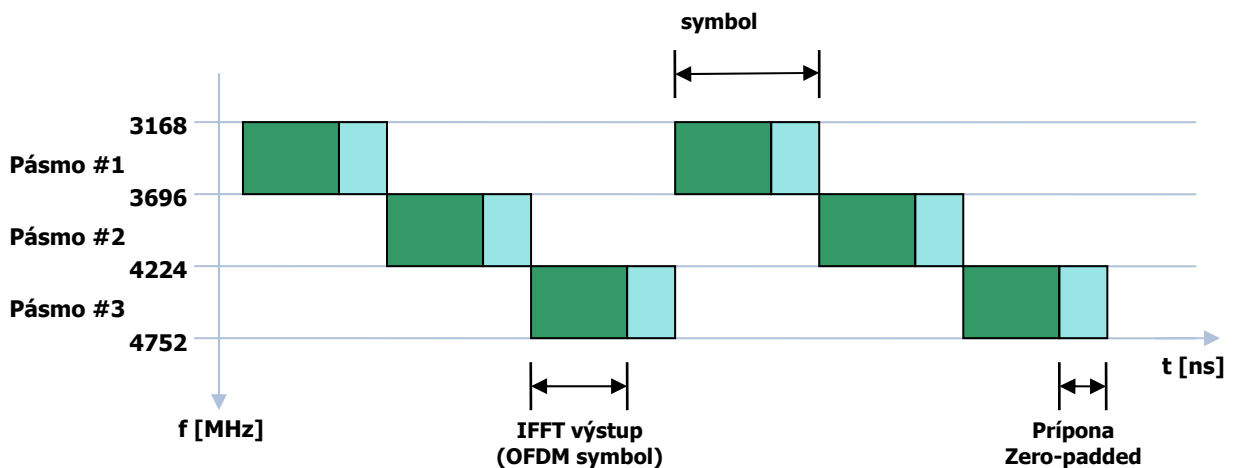 symbol
3168
Pásmo #1
3696
Pásmo #2
4224
Pásmo #3
4752
t [ns]
f [MHz]
IFFT výstup
(OFDM symbol)
Prípona
Zero-padded